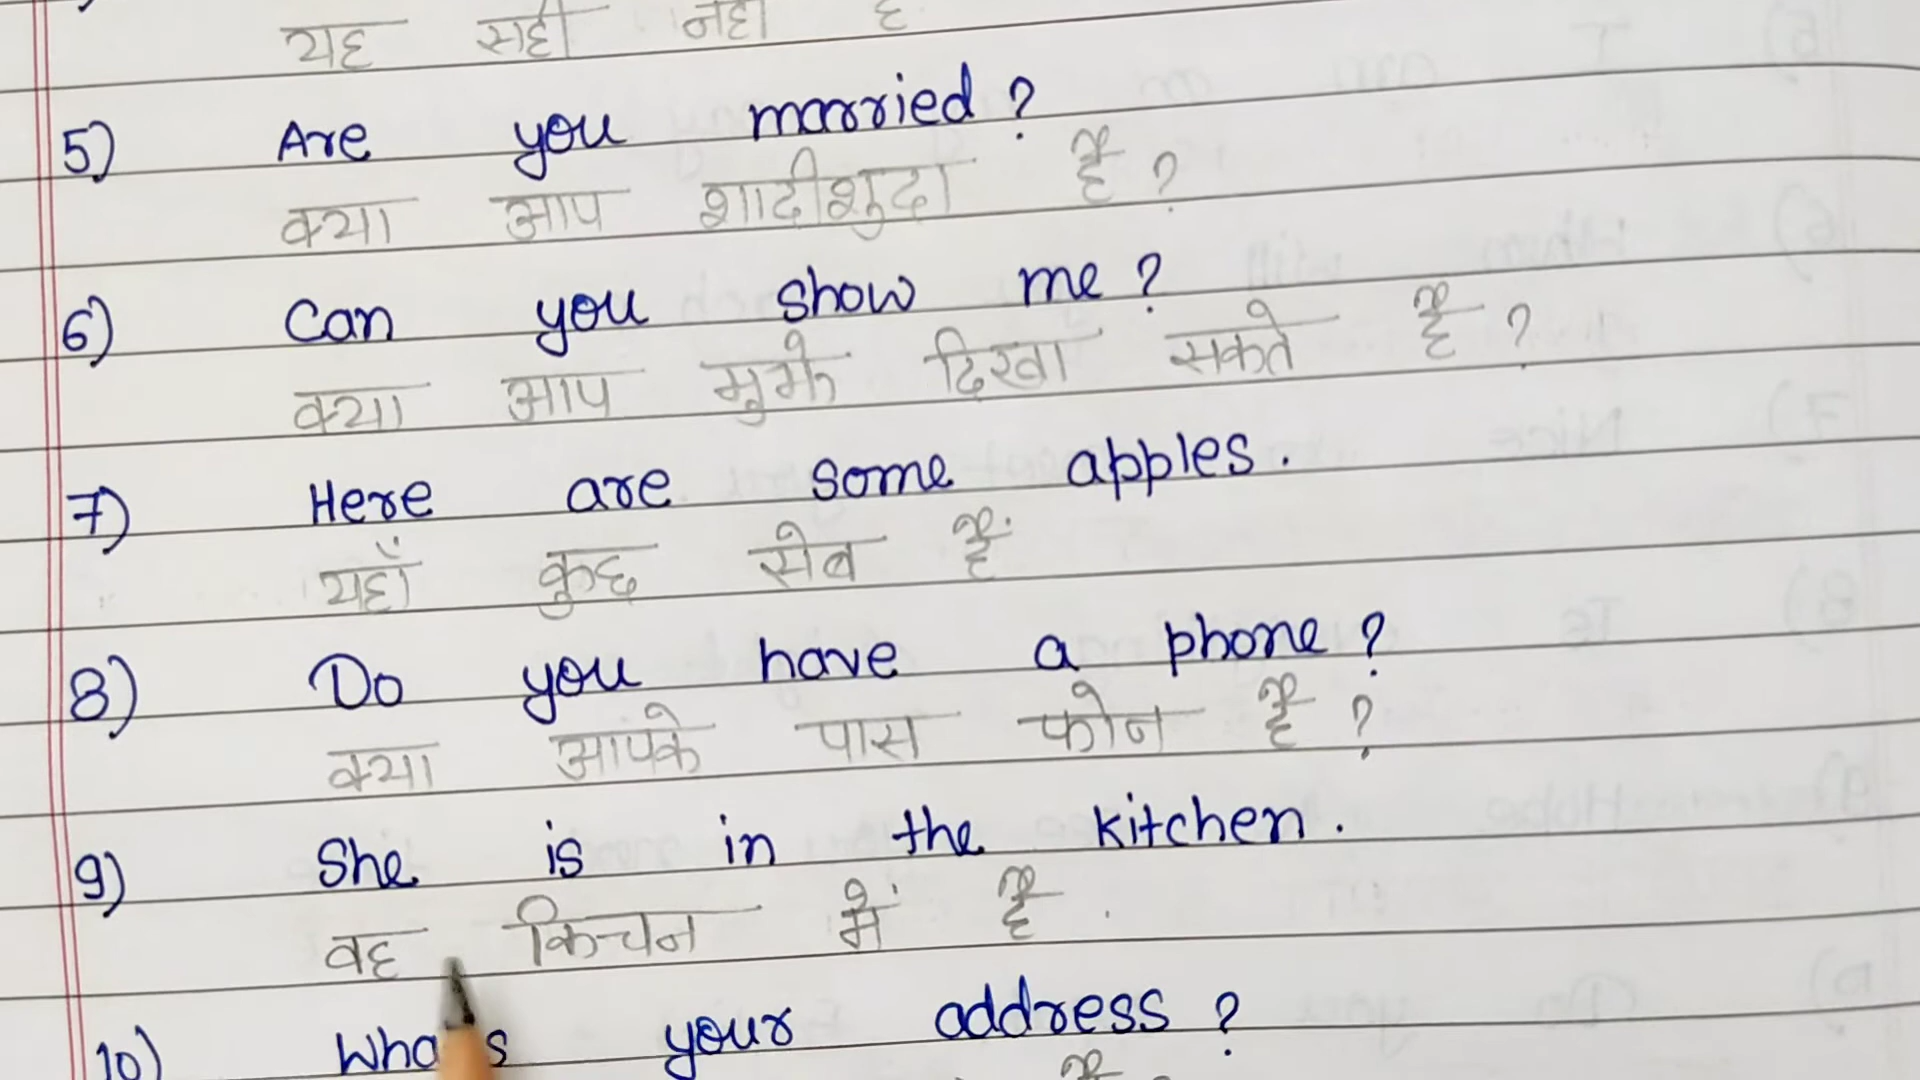 यह सही नहीं है
5) Are you married?
क्या आप शादीशुदा है?
6) Can you show me?
क्या आप मुझे दिखा सकते है?
7) Here are some apples.
यहाँ कुछ सेब हैं
8) Do you have a phone?
क्या आपके पास फोन है?
9) She is in the kitchen.
वह किचन में है.
10) your address?